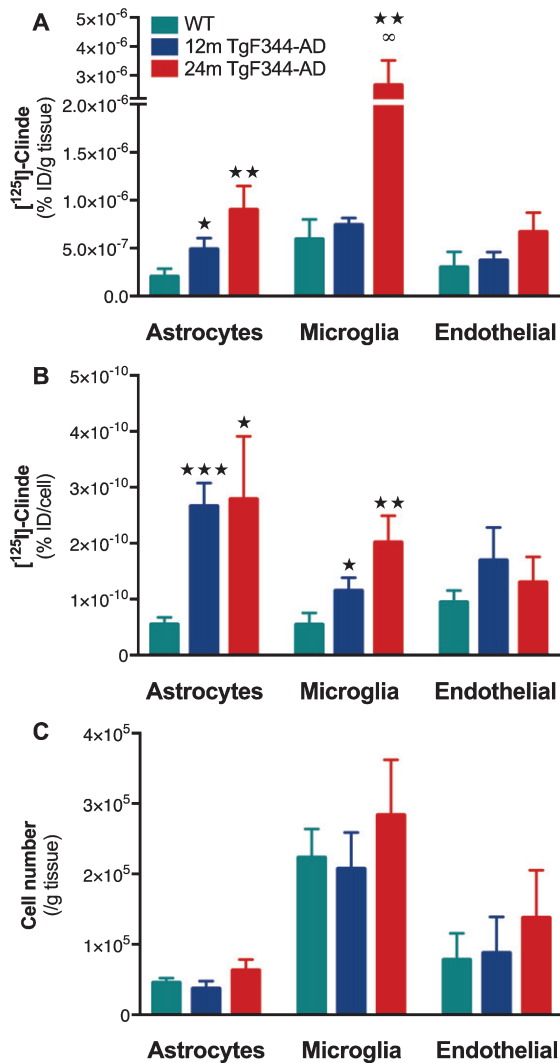 A
WT
12m TgF344-AD
24m TgF344-AD
[¹²⁵I]-Clinde
(% ID/g tissue)
5×10⁻⁶
4×10⁻⁶
3×10⁻⁶
2.0×10⁻⁶
1.5×10⁻⁶
1.0×10⁻⁶
5.0×10⁻⁷
0.0
★
★★
★★
∞
Astrocytes Microglia Endothelial
B
[¹²⁵I]-Clinde
(% ID/cell)
5×10⁻¹⁰
4×10⁻¹⁰
3×10⁻¹⁰
2×10⁻¹⁰
1×10⁻¹⁰
0
★★★
★
★
★★
Astrocytes Microglia Endothelial
C
Cell number
(/g tissue)
4×10⁵
3×10⁵
2×10⁵
1×10⁵
0
Astrocytes Microglia Endothelial